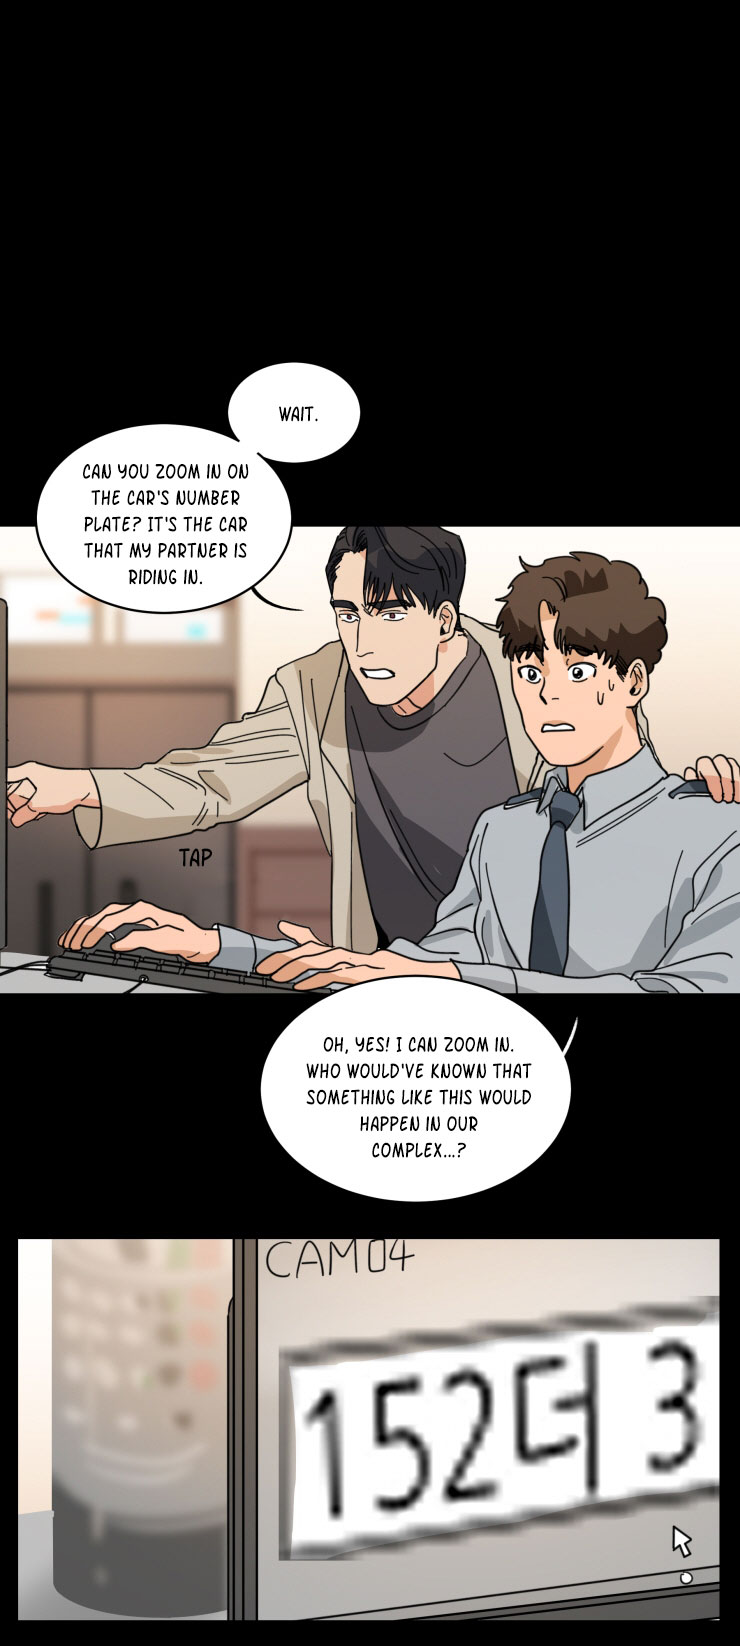 WAIT.
CAN YOU ZOOM IN ON
THE CAR'S NUMBER
PLATE? IT'S THE CAR
THAT MY PARTNER IS
RIDING IN.
TAP
OH, YES! I CAN ZOOM IN.
WHO WOULD'VE KNOWN THAT
SOMETHING LIKE THIS WOULD
HAPPEN IN OUR
COMPLEX...?
CAM04
152더 3